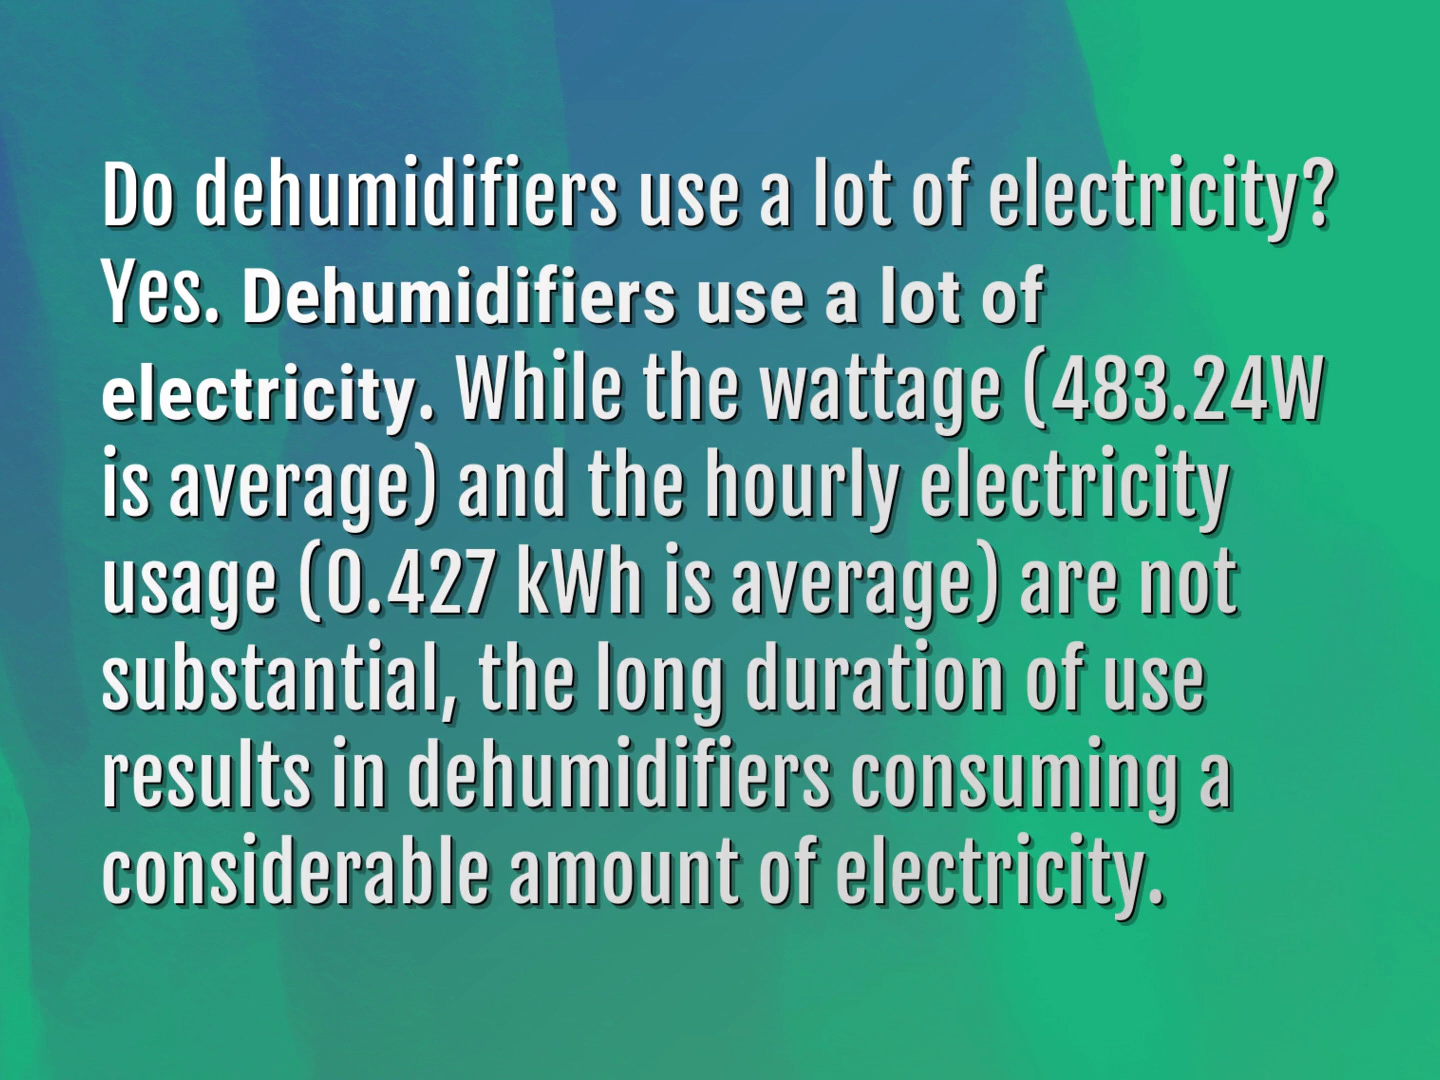 Do dehumidifiers use a lot of electricity?
Yes. Dehumidifiers use a lot of
electricity. While the wattage (483.24W
is average) and the hourly electricity
usage (0.427 kWh is average) are not
substantial, the long duration of use
results in dehumidifiers consuming a
considerable amount of electricity.